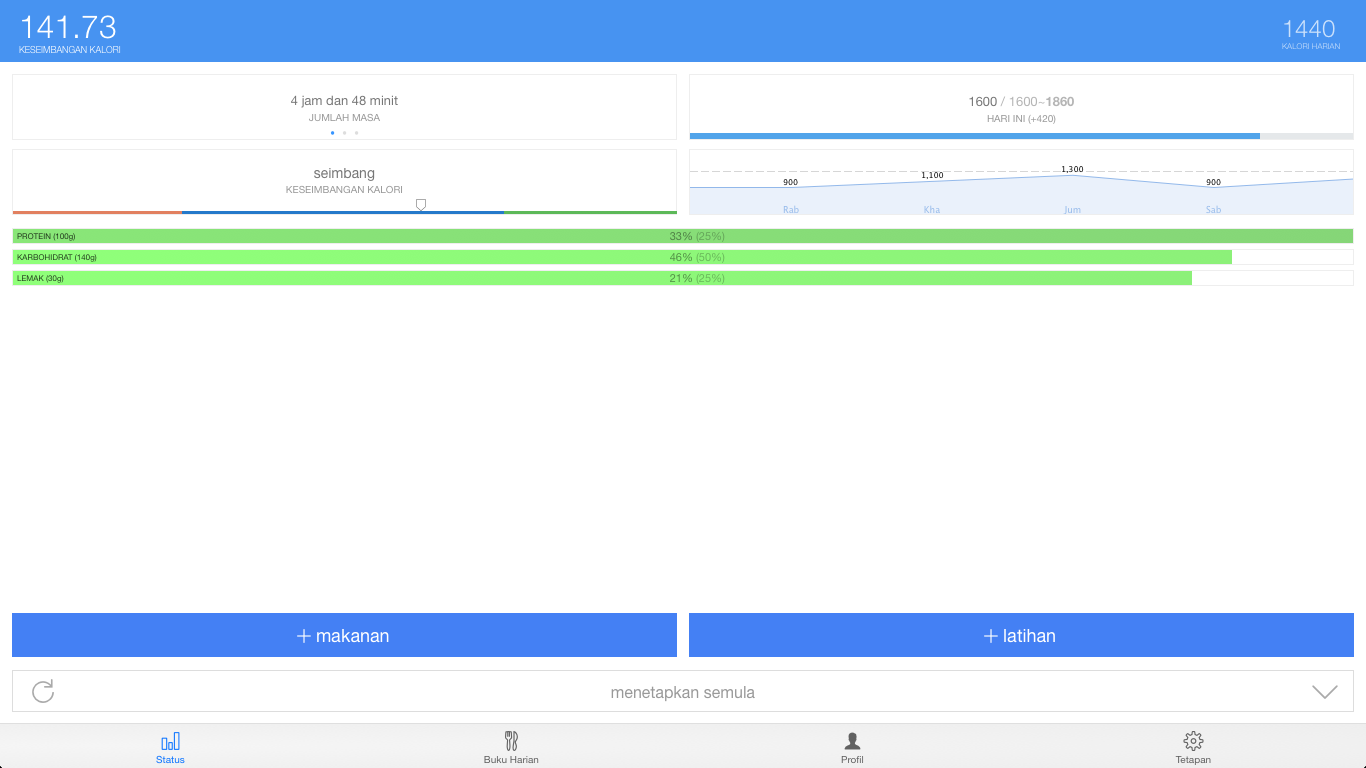 141.73
KESEIMBANGAN KALORI
1440
KALORI HARIAN
4 jam dan 48 minit
JUMLAH MASA
1600 / 1600~1860
HARI INI (+420)
seimbang
KESEIMBANGAN KALORI
900
1,100
1,300
900
Rab
Kha
Jum
Sab
PROTEIN (100g)
33% (25%)
KARBOHIDRAT (140g)
46% (50%)
LEMAK (30g)
21% (25%)
+ makanan
+ latihan
menetapkan semula
Status
Buku Harian
Profil
Tetapan